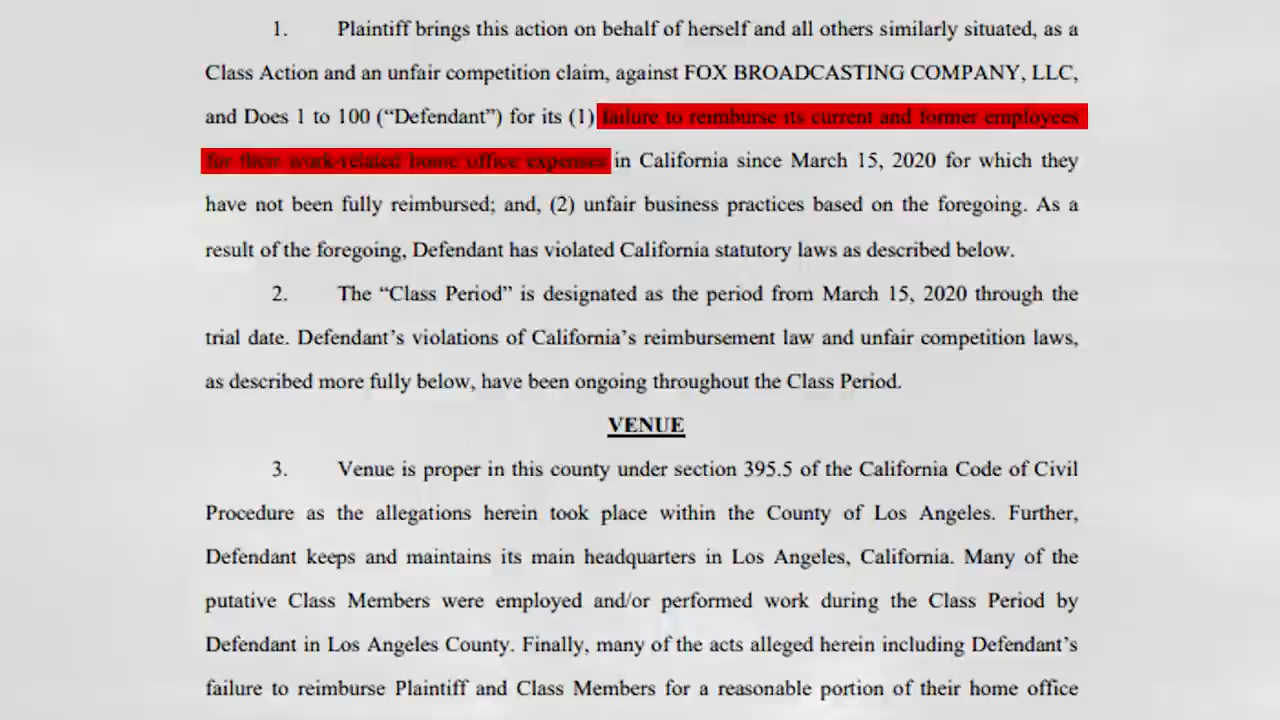 1. Plaintiff brings this action on behalf of herself and all others similarly situated, as a
Class Action and an unfair competition claim, against FOX BROADCASTING COMPANY, LLC,
and Does 1 to 100 (“Defendant”) for its (1) failure to reimburse its current and former employees
for their work-related home office expenses in California since March 15, 2020 for which they
have not been fully reimbursed; and, (2) unfair business practices based on the foregoing. As a
result of the foregoing, Defendant has violated California statutory laws as described below.
2. The “Class Period” is designated as the period from March 15, 2020 through the
trial date. Defendant’s violations of California’s reimbursement law and unfair competition laws,
as described more fully below, have been ongoing throughout the Class Period.
VENUE
3. Venue is proper in this county under section 395.5 of the California Code of Civil
Procedure as the allegations herein took place within the County of Los Angeles. Further,
Defendant keeps and maintains its main headquarters in Los Angeles, California. Many of the
putative Class Members were employed and/or performed work during the Class Period by
Defendant in Los Angeles County. Finally, many of the acts alleged herein including Defendant’s
failure to reimburse Plaintiff and Class Members for a reasonable portion of their home office